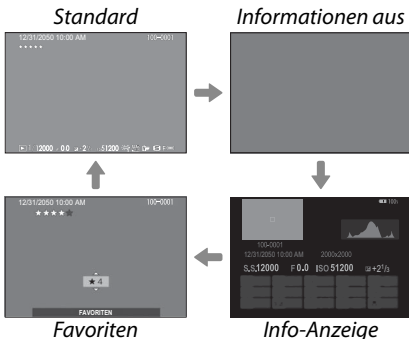 Standard
Informationen aus
12/31/2050 10:00 AM 100-0001
12000 0.0 51200
12/31/2050 10:00 AM 100-0001
★ 4
FAVORITEN
100-0001
12/31/2050 10:00 AM 2000x2000
S.S.12000 F 0.0 ISO 51200 +2 1/3
Favoriten
Info-Anzeige